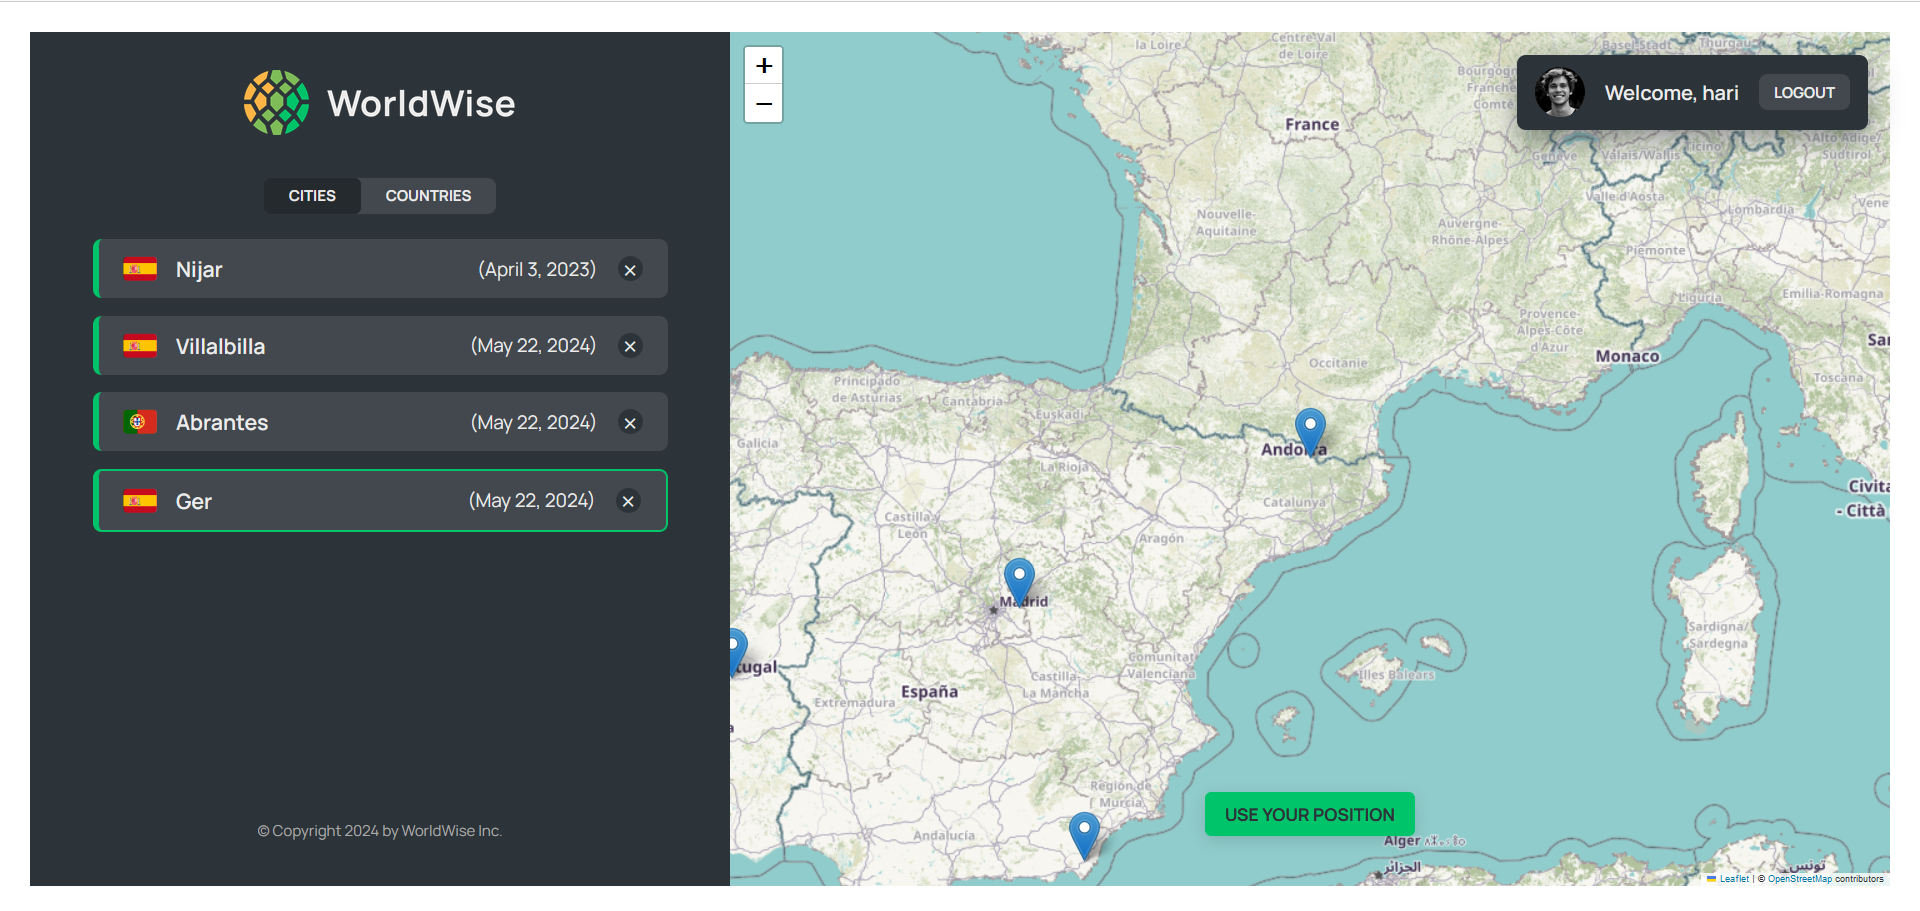 WorldWise
CITIES
COUNTRIES
Nijar
(April 3, 2023)
×
Villalbilla
(May 22, 2024)
×
Abrantes
(May 22, 2024)
×
Ger
(May 22, 2024)
×
© Copyright 2024 by WorldWise Inc.
+
−
Welcome, hari
LOGOUT
la Loire
Centre-Val
de Loire
Basel-Stadt
Thurgau
Bourgogne
Franche
Comté
France
Alto Adige/
Südtirol
Genève
Valais/Wallis
Ticino
Valle d'Aosta
Lombardia
Vene
Nouvelle-
Aquitaine
Auvergne-
Rhône-Alpes
Piemonte
Liguria
Emilia-Romagna
Provence-
Alpes-Côte
d'Azur
Monaco
Sar
Occitanie
Toscana
Principado
de Asturias
Cantabria
Euskadi
Galicia
Andorra
La Rioja
Civita
- Città
Catalunya
Castilla y
León
Aragón
Madrid
Sardigna/
Sardegna
tugal
Comunitat
Valenciana
Castilla-
La Mancha
Illes Balears
España
Extremadura
a
Región de
Murcia
USE YOUR POSITION
Andalucía
Alger
الجزائر
تونس
Leaflet | © OpenStreetMap contributors